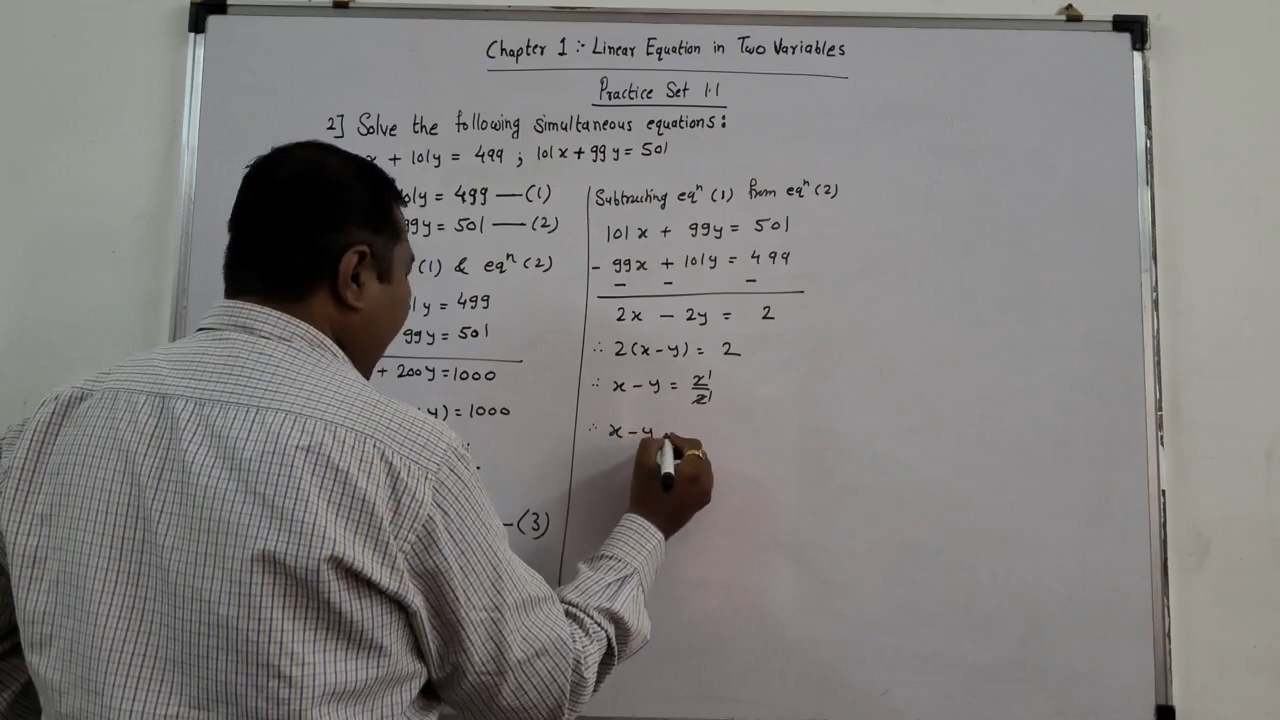 Chapter 1 :- Linear Equation in Two Variables
Practice Set 1.1
2] Solve the following simultaneous equations:
x + 101y = 499 ; 101x + 99y = 501
01y = 499 — (1)
99y = 501 — (2)
(1) & eqⁿ (2)
1y = 499
99y = 501
+ 200y = 1000
y) = 1000
- (3)
Subtracting eqⁿ (1) from eqⁿ (2)
101x + 99y = 501
- 99x + 101y = 499
- - -
2x - 2y = 2
∴ 2(x-y) = 2
∴ x - y = 2 1 / 2 1
∴ x - y